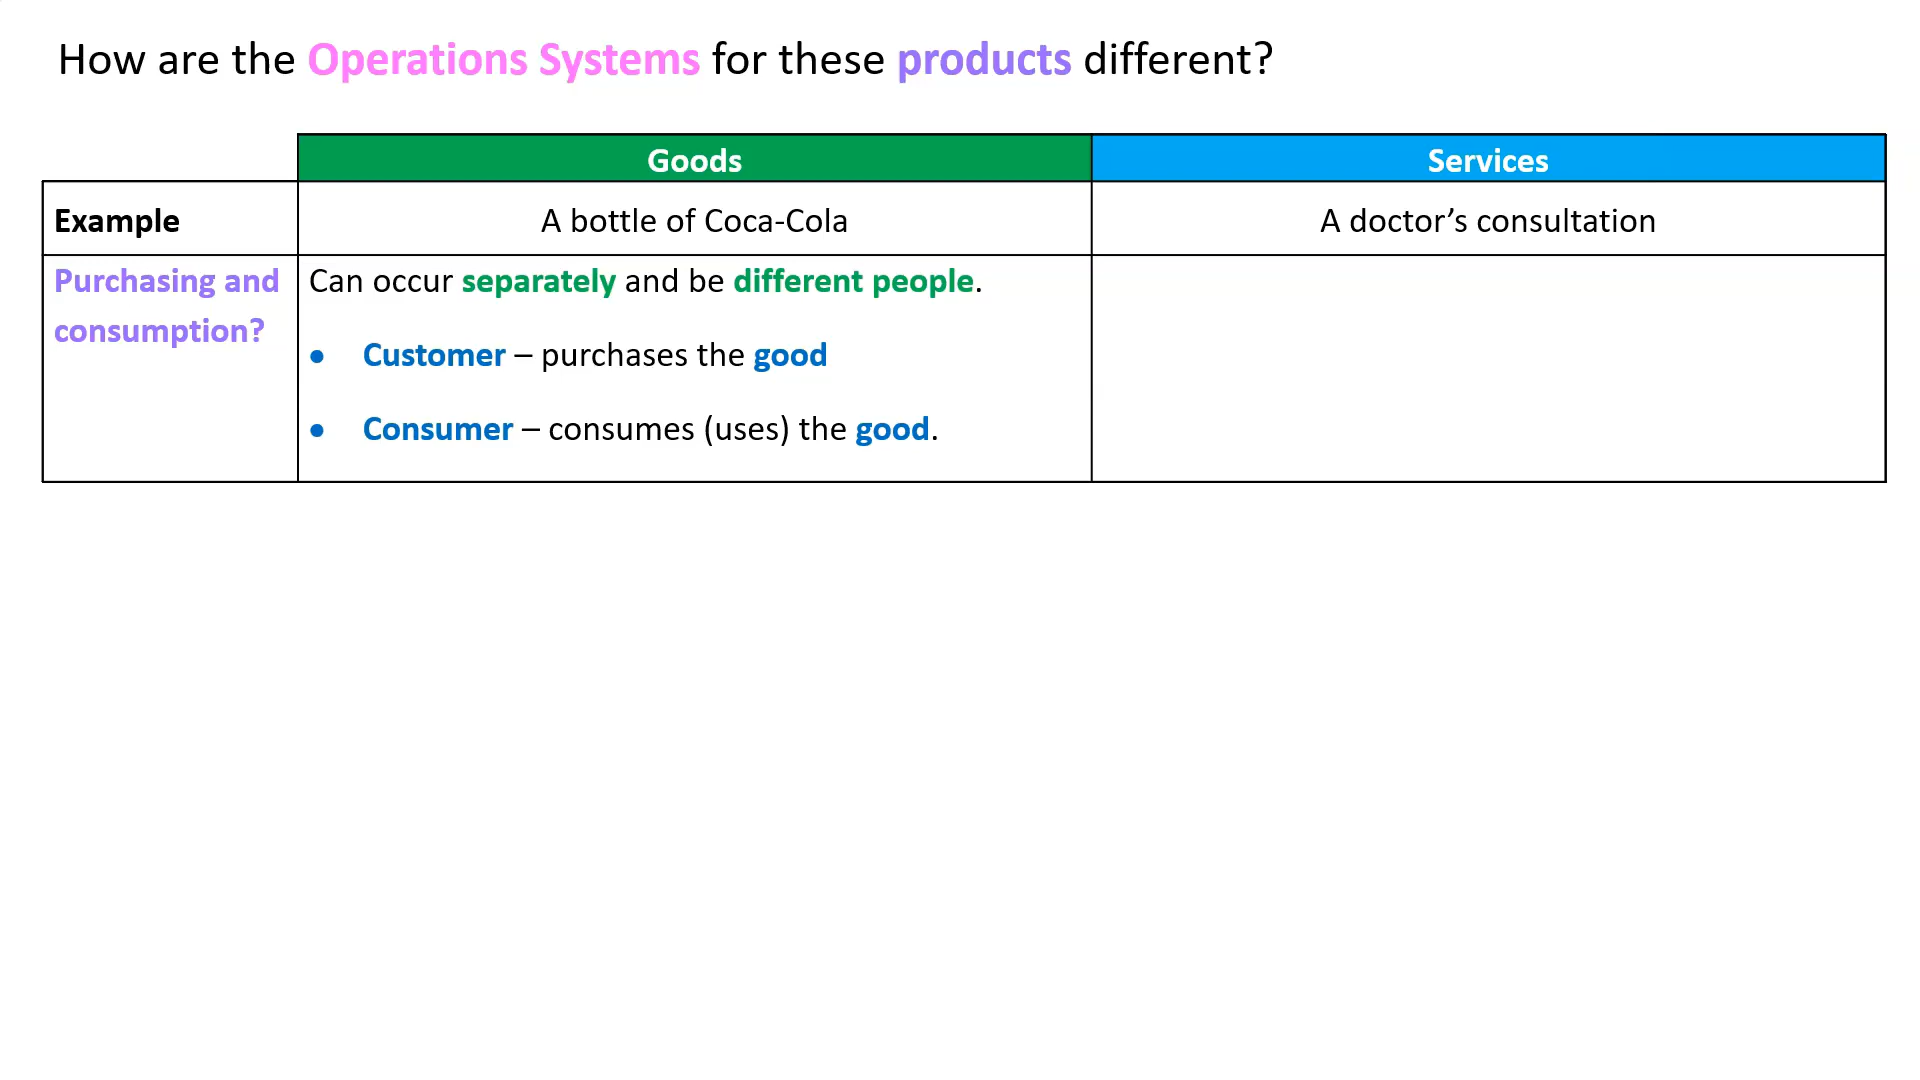 How are the Operations Systems for these products different?
Goods
Services
Example
A bottle of Coca-Cola
A doctor’s consultation
Purchasing and
consumption?
Can occur separately and be different people.
● Customer – purchases the good
● Consumer – consumes (uses) the good.